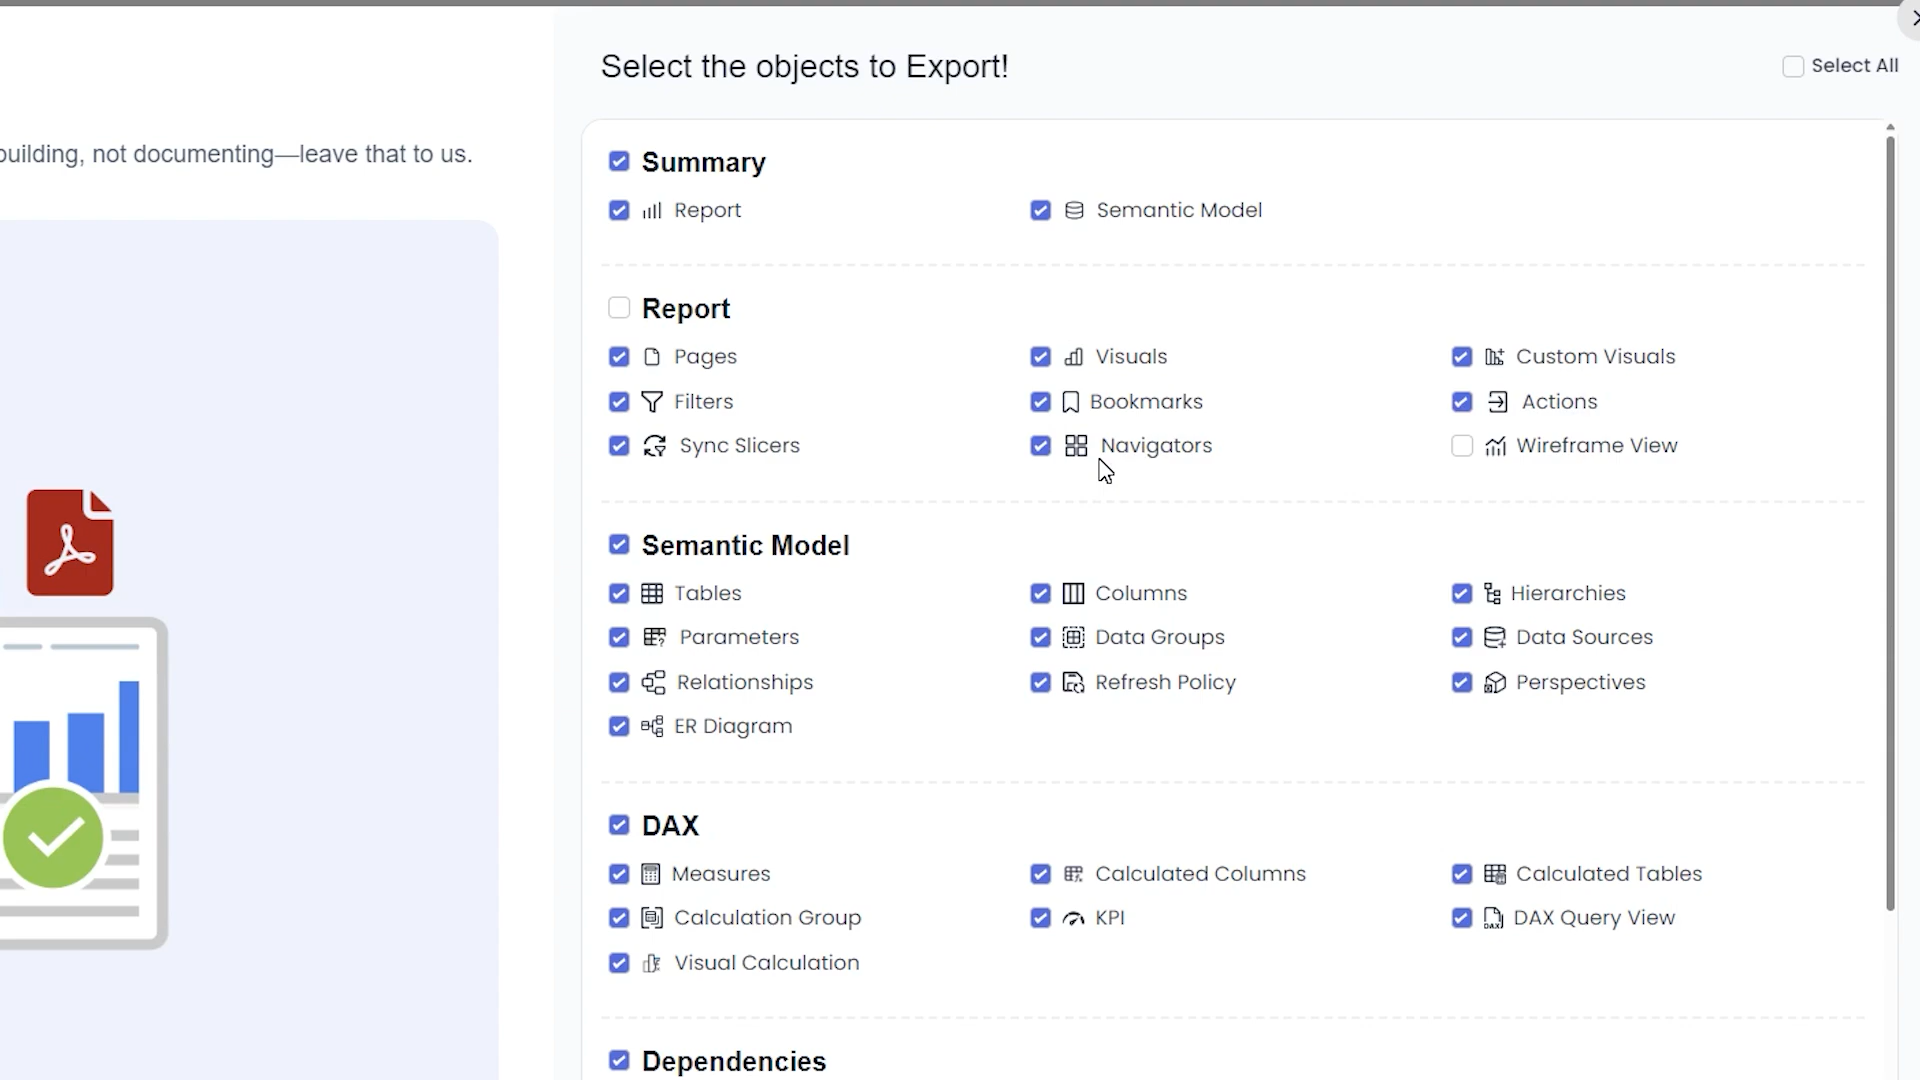 Select the objects to Export!
Select All
building, not documenting—leave that to us.
Summary
Report
Semantic Model
Report
Pages
Visuals
Custom Visuals
Filters
Bookmarks
Actions
Sync Slicers
Navigators
Wireframe View
Semantic Model
Tables
Columns
Hierarchies
Parameters
Data Groups
Data Sources
Relationships
Refresh Policy
Perspectives
ER Diagram
DAX
Measures
Calculated Columns
Calculated Tables
Calculation Group
KPI
DAX Query View
Visual Calculation
Dependencies